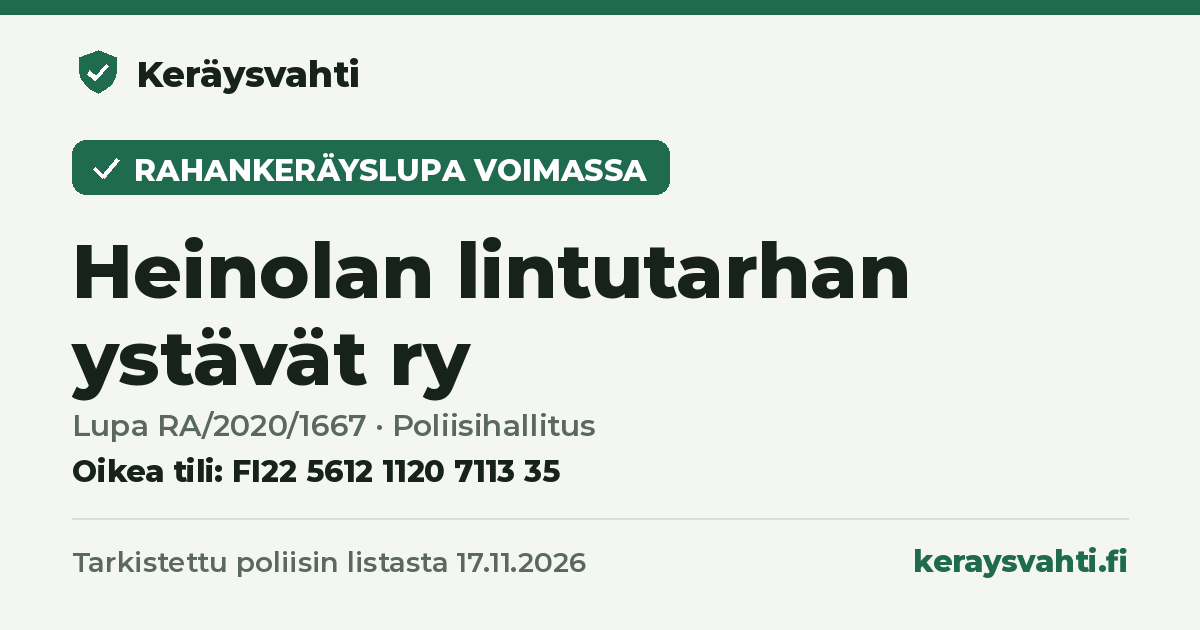 Keräysvahti
RAHANKERÄYSLUPA VOIMASSA
Heinolan lintutarhan
ystävät ry
Lupa RA/2020/1667 · Poliisihallitus
Oikea tili: FI22 5612 1120 7113 35
Tarkistettu poliisin listasta 17.11.2026
keraysvahti.fi